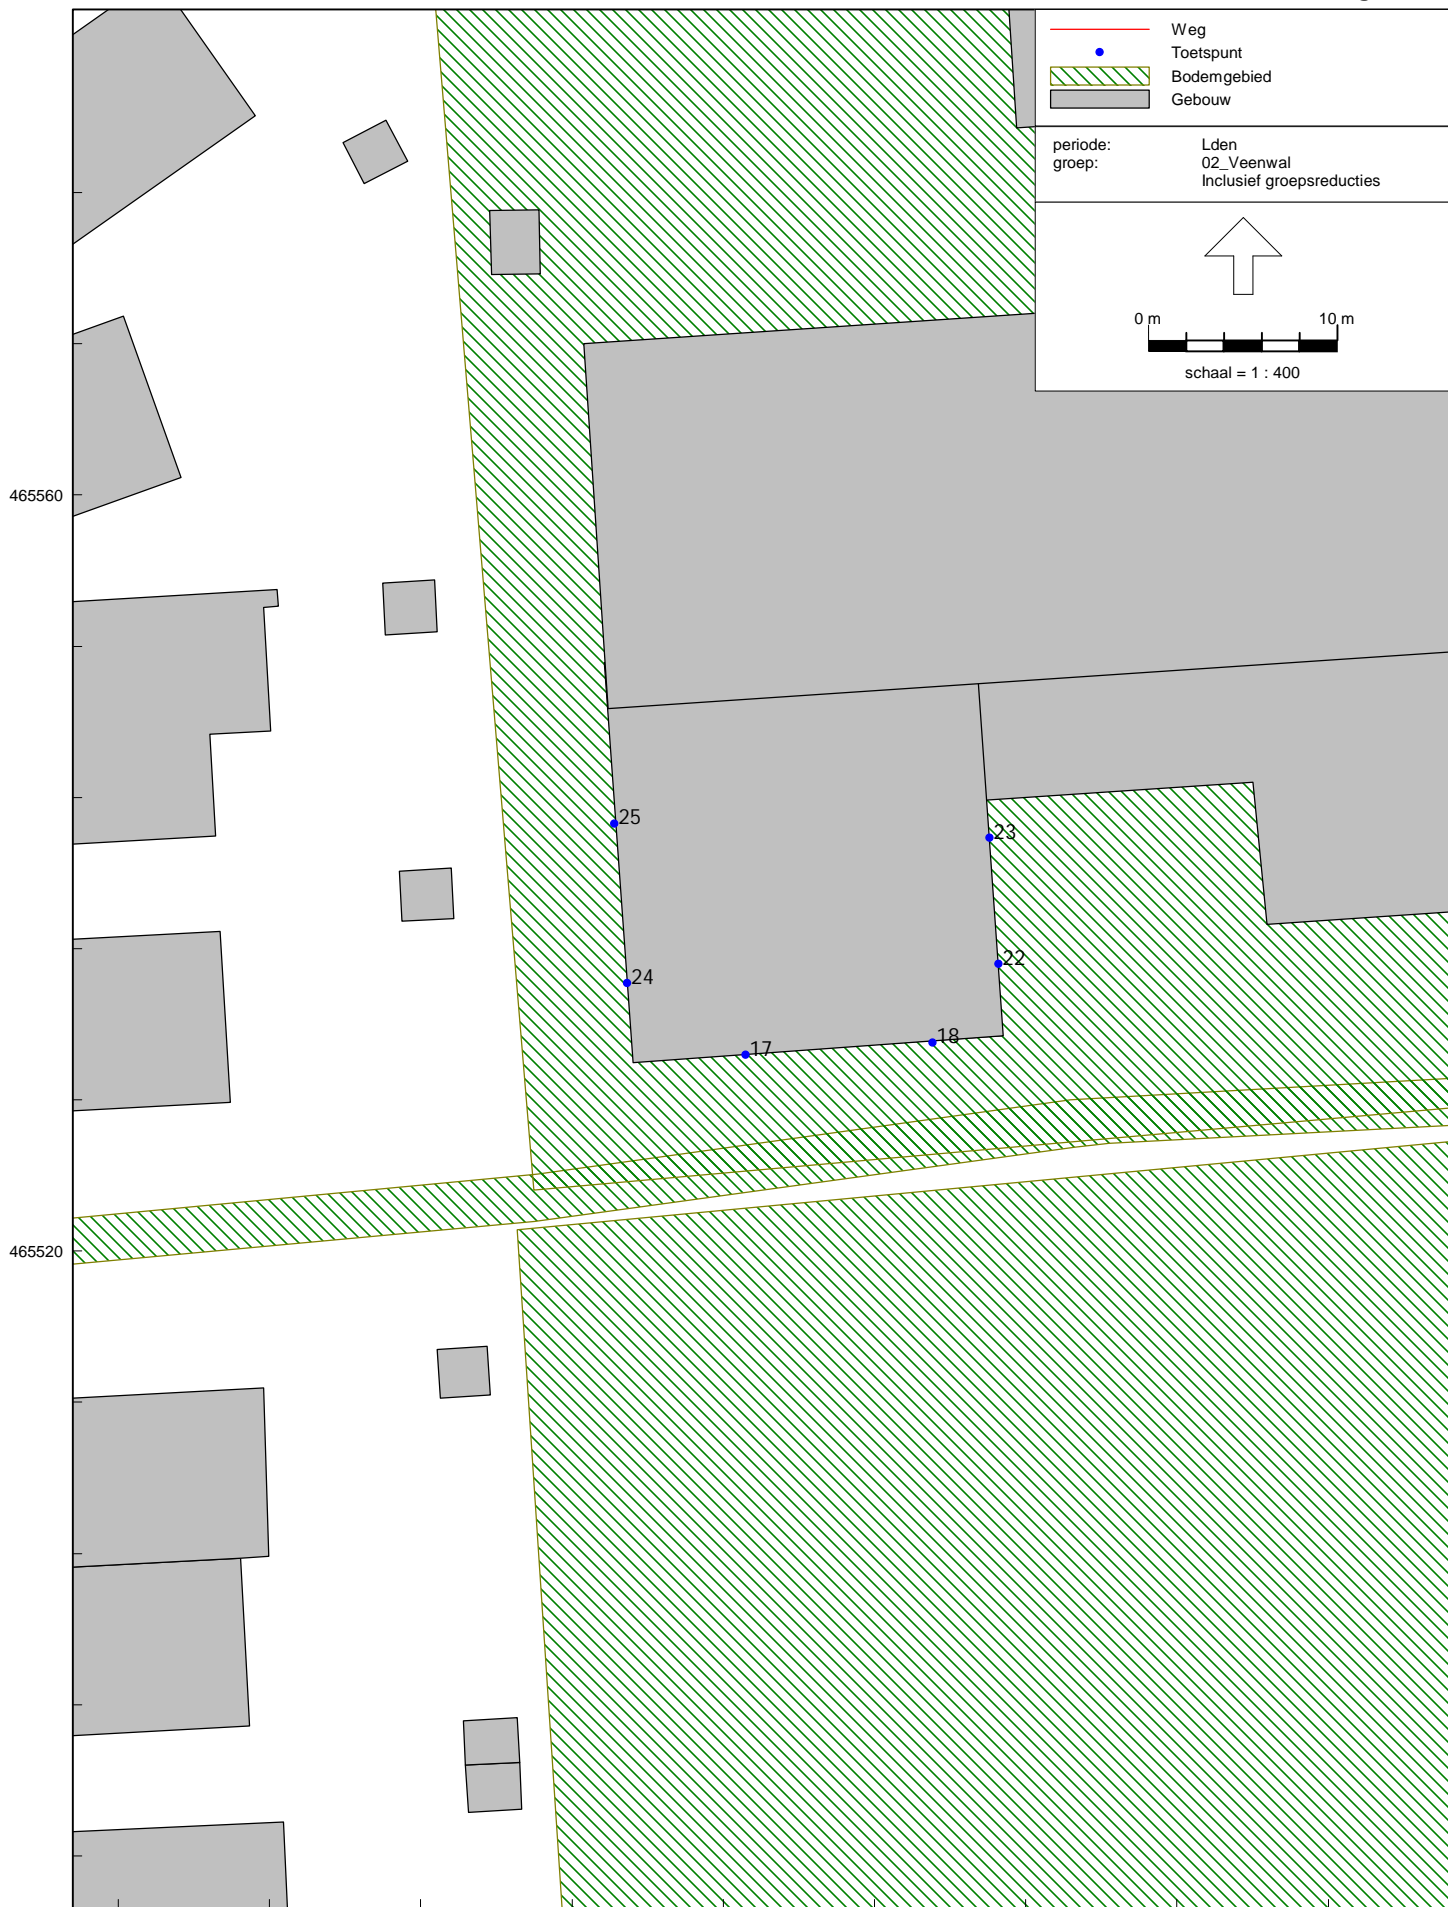 Weg
Toetspunt
Bodemgebied
Gebouw
periode: Lden
groep: 02_Veenwal
Inclusief groepsreducties
0 m 10 m
schaal = 1 : 400
465560
25
23
22
24
18
17
465520